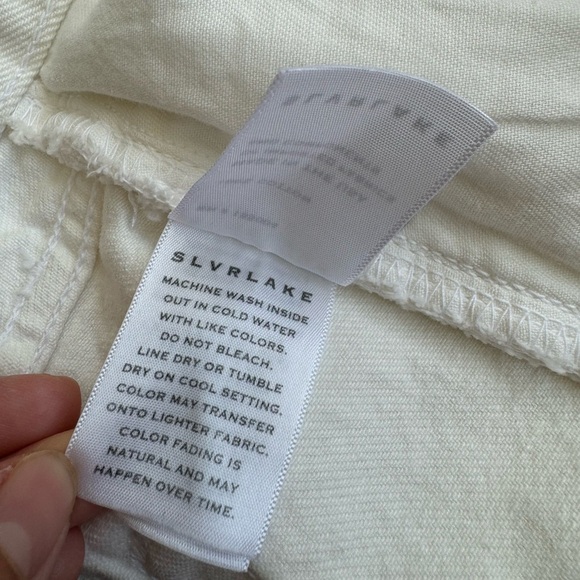 SLVRLAKE
SLVRLAKE
MACHINE WASH INSIDE
OUT IN COLD WATER
WITH LIKE COLORS.
DO NOT BLEACH.
LINE DRY OR TUMBLE
DRY ON COOL SETTING.
COLOR MAY TRANSFER
ONTO LIGHTER FABRIC.
COLOR FADING IS
NATURAL AND MAY
HAPPEN OVER TIME.